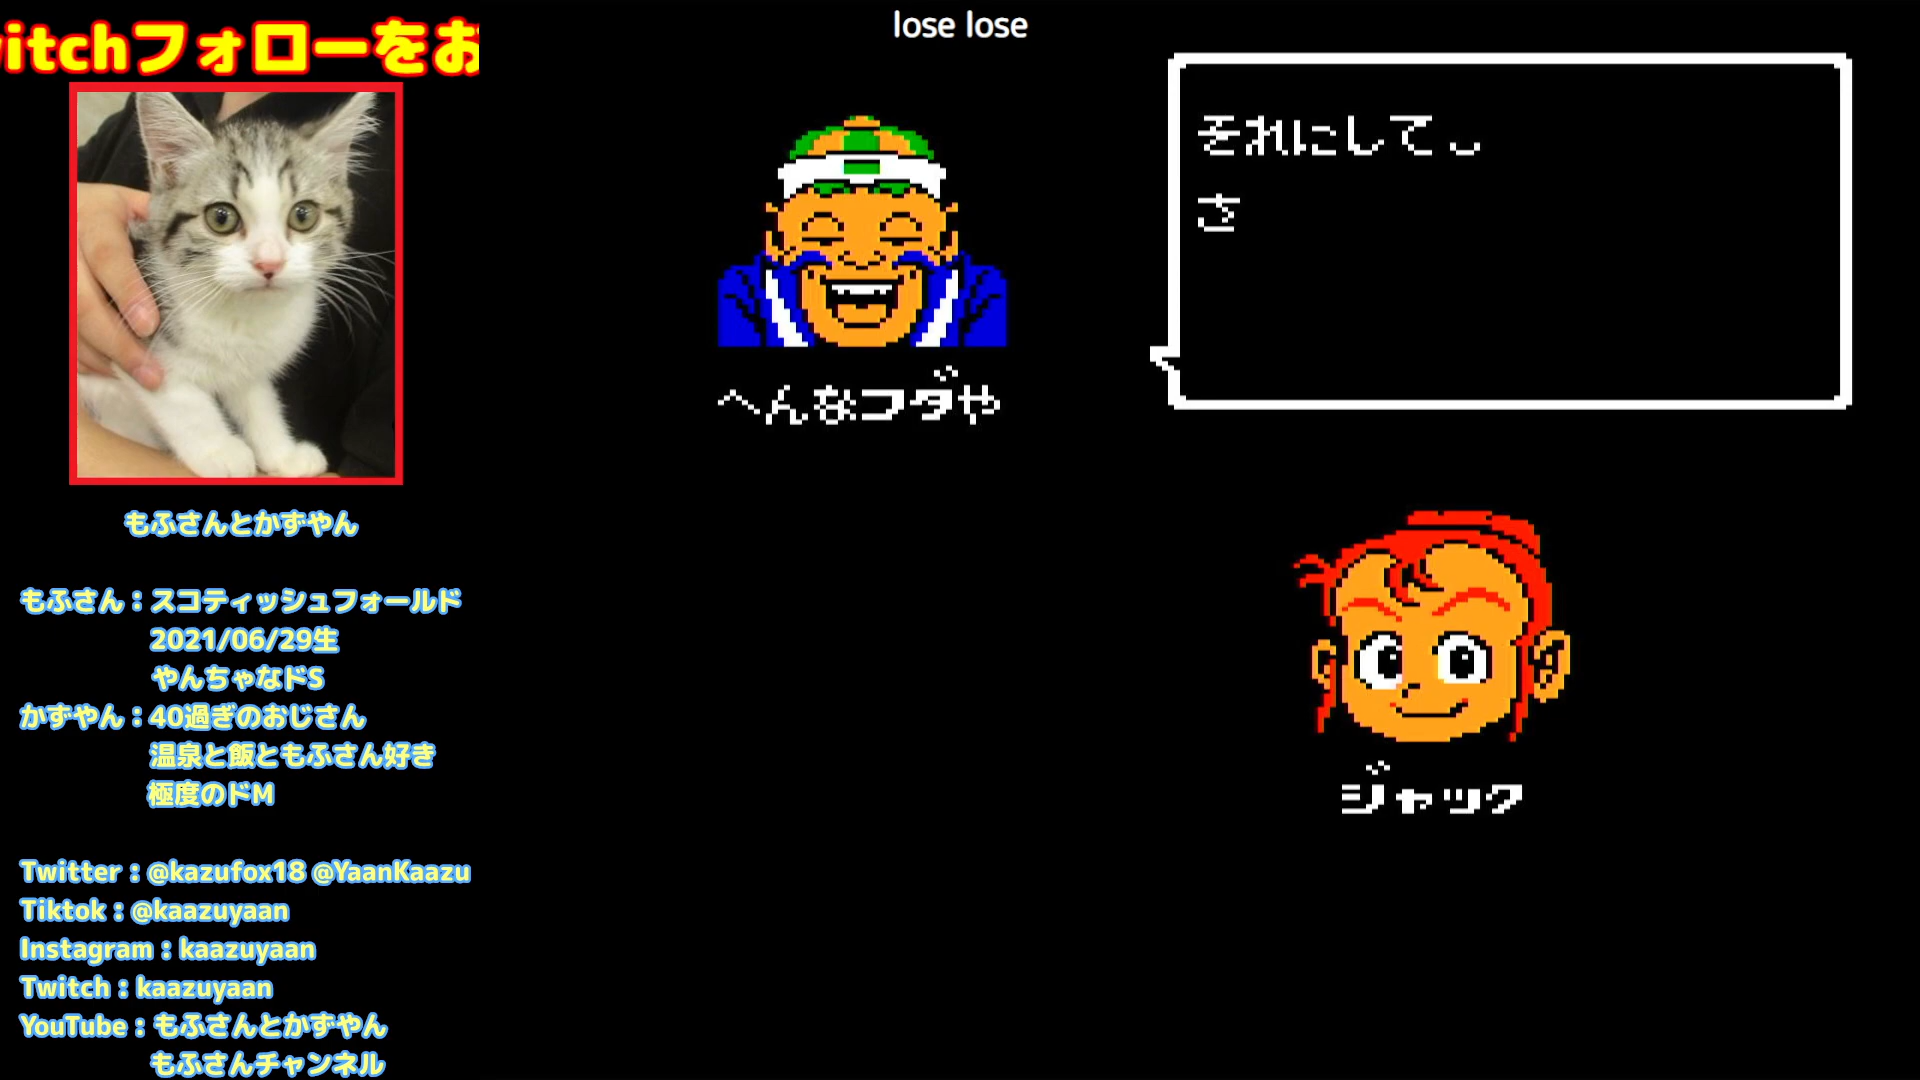 itchフォローをお
lose lose
それにして〜
さ
へんなコダや
ジャック
もふさんとかずやん
もふさん：スコティッシュフォールド
2021/06/29生
やんちゃなドS
かずやん：40過ぎのおじさん
温泉と飯ともふさん好き
極度のドM
Twitter：@kazufox18 @YaanKaazu
Tiktok：@kaazuyaan
Instagram：kaazuyaan
Twitch：kaazuyaan
YouTube：もふさんとかずやん
もふさんチャンネル